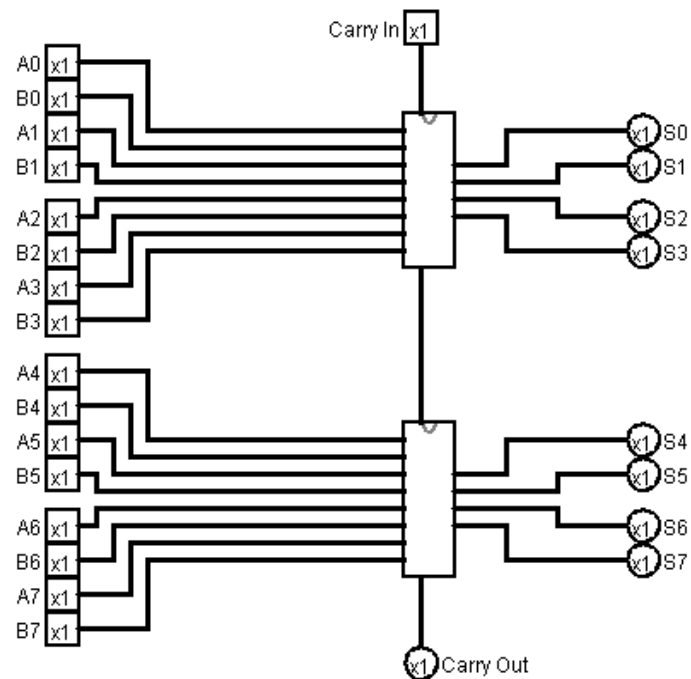 Carry In x1
A0 x1
B0 x1
A1 x1
B1 x1
x1 S0
x1 S1
A2 x1
B2 x1
A3 x1
B3 x1
x1 S2
x1 S3
A4 x1
B4 x1
A5 x1
B5 x1
x1 S4
x1 S5
A6 x1
B6 x1
A7 x1
B7 x1
x1 S6
x1 S7
x1 Carry Out